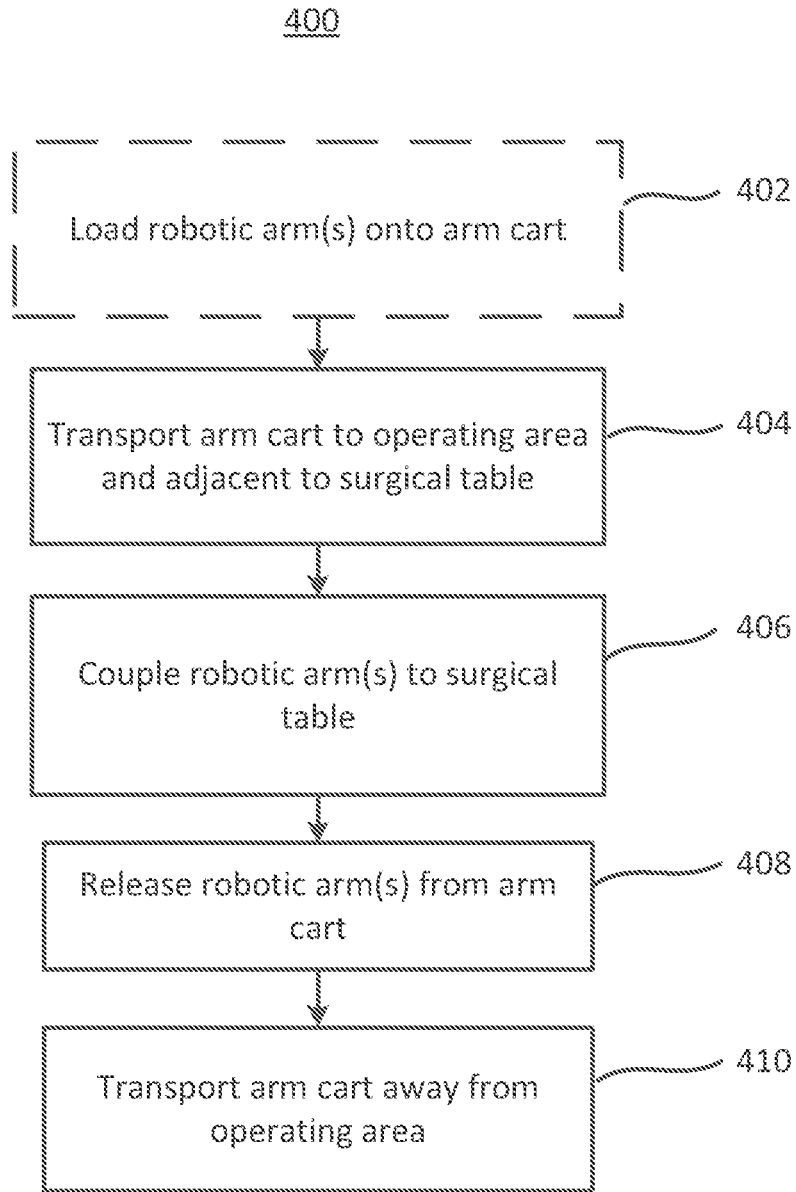 400
Load robotic arm(s) onto arm cart
402
Transport arm cart to operating area
and adjacent to surgical table
404
Couple robotic arm(s) to surgical
table
406
Release robotic arm(s) from arm
cart
408
Transport arm cart away from
operating area
410